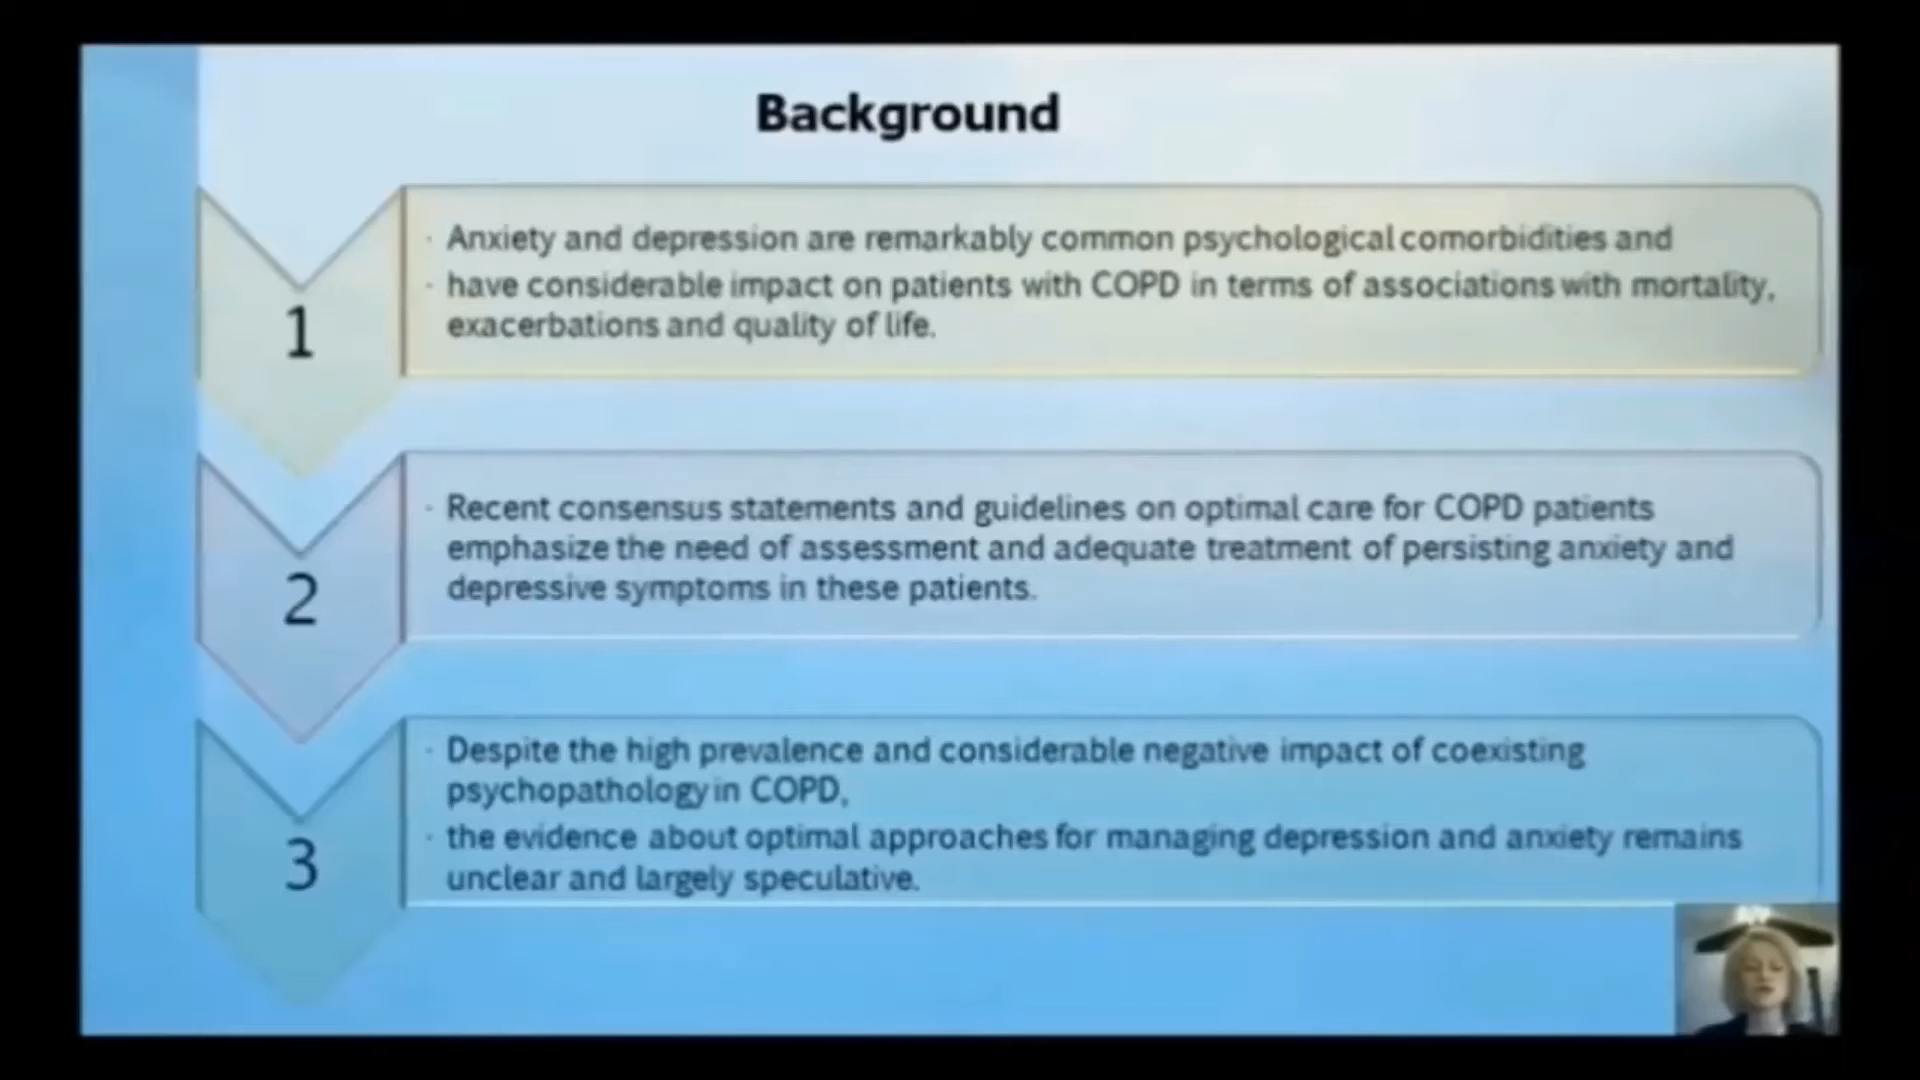 Background
1
· Anxiety and depression are remarkably common psychological comorbidities and
· have considerable impact on patients with COPD in terms of associations with mortality,
exacerbations and quality of life.
2
· Recent consensus statements and guidelines on optimal care for COPD patients
emphasize the need of assessment and adequate treatment of persisting anxiety and
depressive symptoms in these patients.
3
· Despite the high prevalence and considerable negative impact of coexisting
psychopathology in COPD,
· the evidence about optimal approaches for managing depression and anxiety remains
unclear and largely speculative.